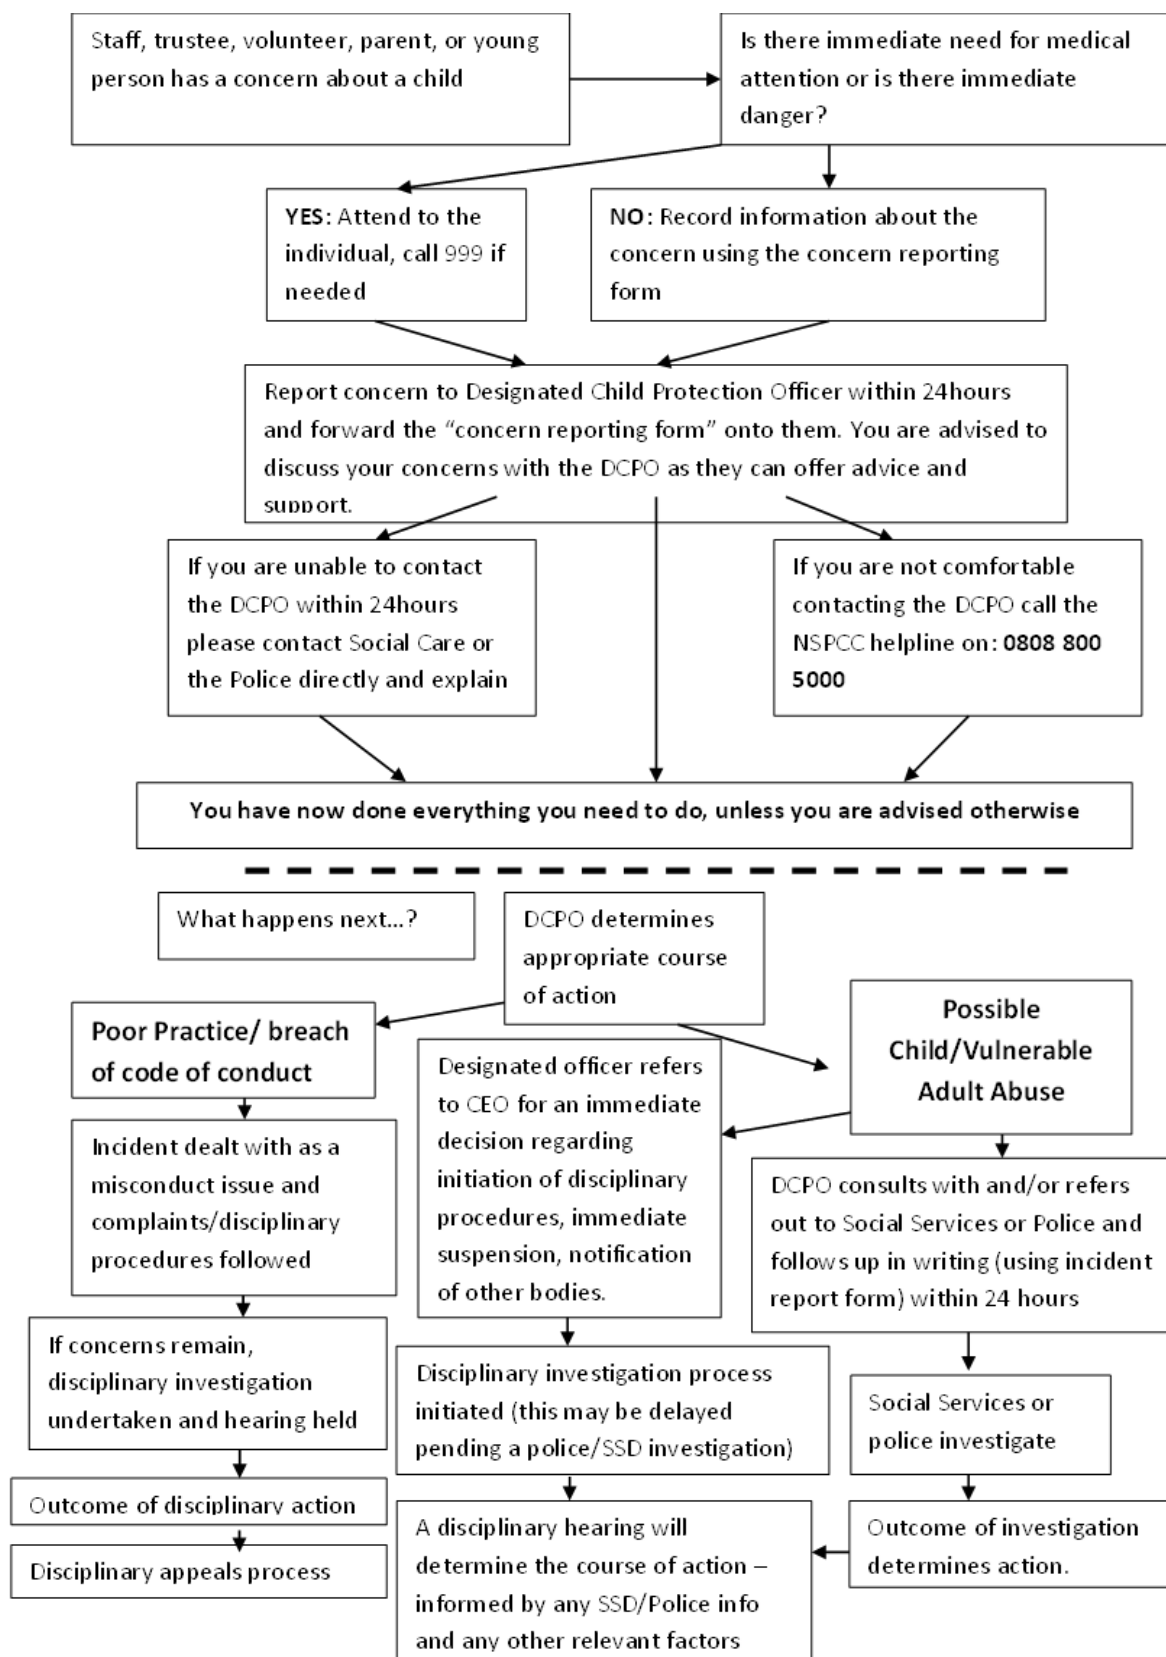 Staff, trustee, volunteer, parent, or young
person has a concern about a child
Is there immediate need for medical
attention or is there immediate
danger?
YES: Attend to the
individual, call 999 if
needed
NO: Record information about the
concern using the concern reporting
form
Report concern to Designated Child Protection Officer within 24hours
and forward the “concern reporting form” onto them. You are advised to
discuss your concerns with the DCPO as they can offer advice and
support.
If you are unable to contact
the DCPO within 24hours
please contact Social Care or
the Police directly and explain
If you are not comfortable
contacting the DCPO call the
NSPCC helpline on: 0808 800
5000
You have now done everything you need to do, unless you are advised otherwise
What happens next...?
DCPO determines
appropriate course
of action
Poor Practice/ breach
of code of conduct
Possible
Child/Vulnerable
Adult Abuse
Incident dealt with as a
misconduct issue and
complaints/disciplinary
procedures followed
Designated officer refers
to CEO for an immediate
decision regarding
initiation of disciplinary
procedures, immediate
suspension, notification
of other bodies.
DCPO consults with and/or refers
out to Social Services or Police and
follows up in writing (using incident
report form) within 24 hours
If concerns remain,
disciplinary investigation
undertaken and hearing held
Disciplinary investigation process
initiated (this may be delayed
pending a police/SSD investigation)
Social Services or
police investigate
Outcome of disciplinary action
Disciplinary appeals process
A disciplinary hearing will
determine the course of action –
informed by any SSD/Police info
and any other relevant factors
Outcome of investigation
determines action.